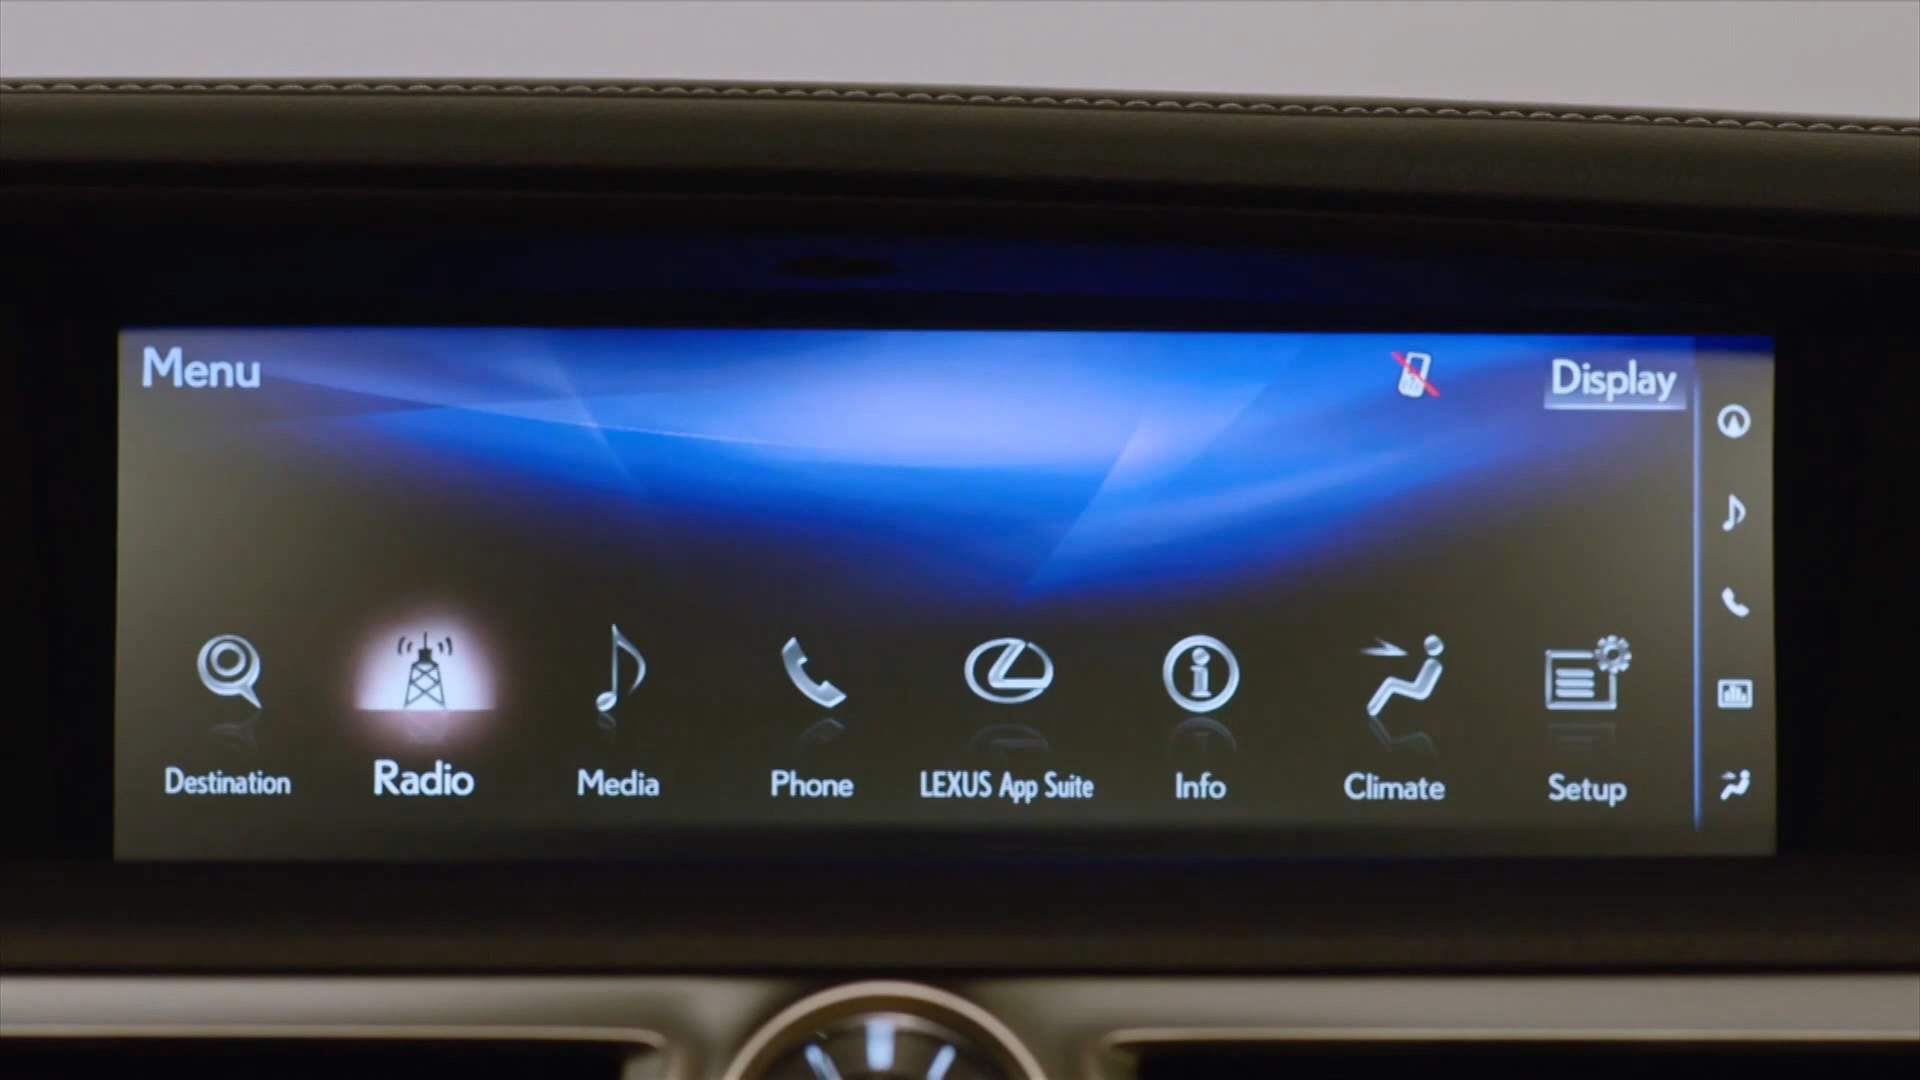 Menu
Display
Destination
Radio
Media
Phone
LEXUS App Suite
Info
Climate
Setup